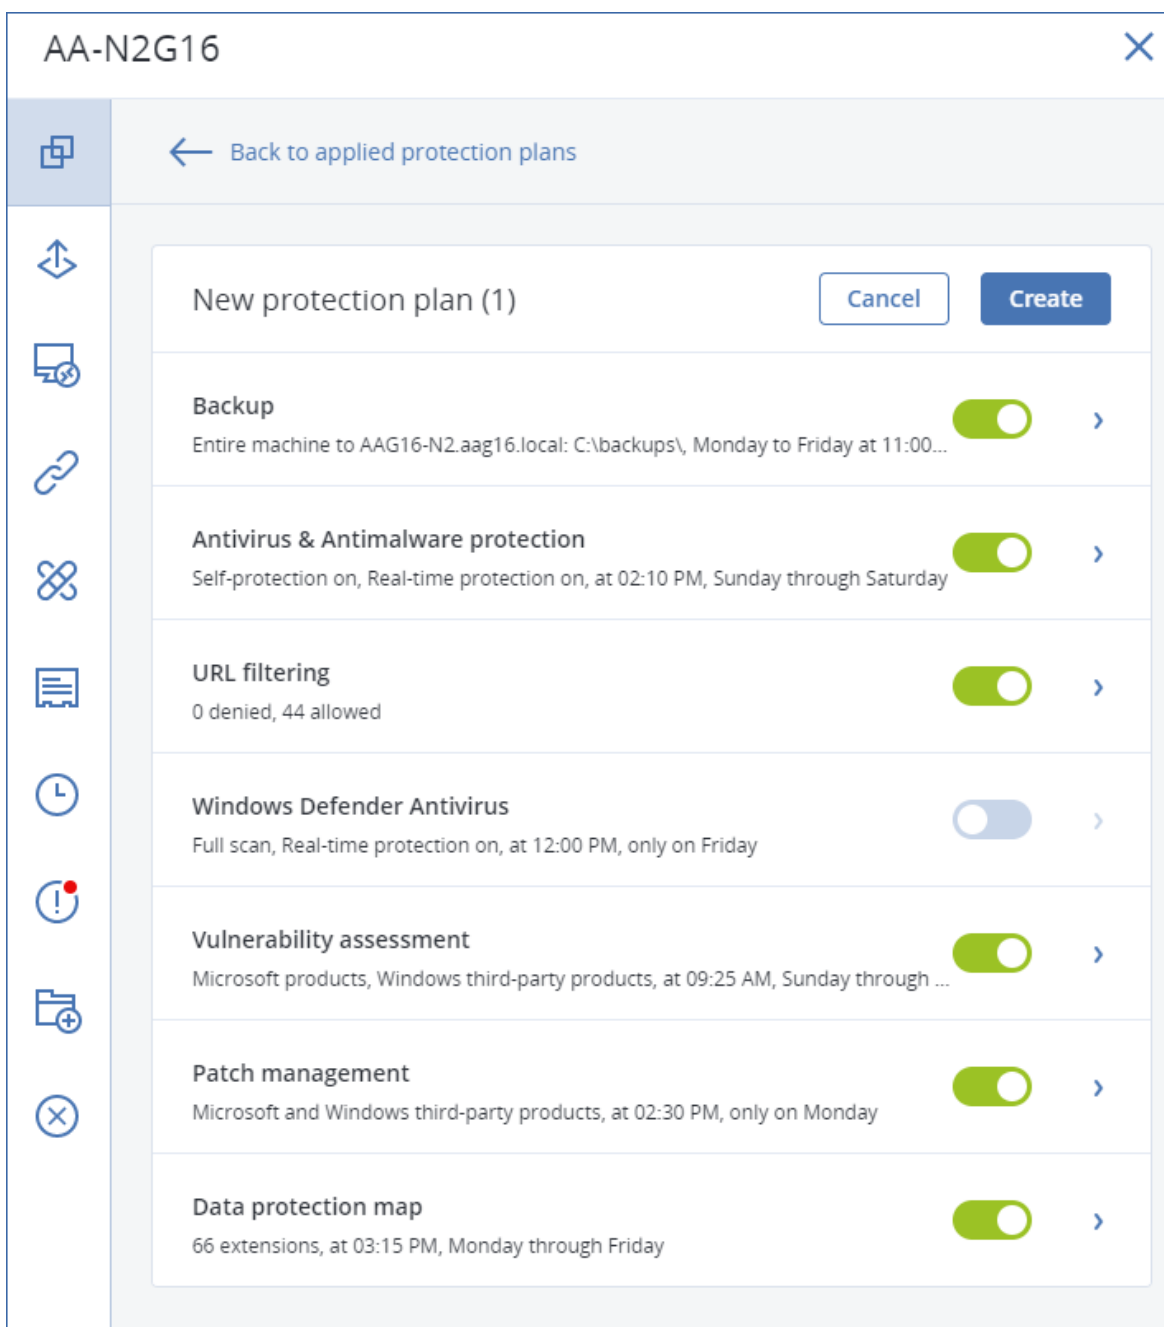 AA-N2G16
Back to applied protection plans
New protection plan (1)
Cancel
Create
Backup
Entire machine to AAG16-N2.aag16.local: C:\backups\, Monday to Friday at 11:00...
Antivirus & Antimalware protection
Self-protection on, Real-time protection on, at 02:10 PM, Sunday through Saturday
URL filtering
0 denied, 44 allowed
Windows Defender Antivirus
Full scan, Real-time protection on, at 12:00 PM, only on Friday
Vulnerability assessment
Microsoft products, Windows third-party products, at 09:25 AM, Sunday through ...
Patch management
Microsoft and Windows third-party products, at 02:30 PM, only on Monday
Data protection map
66 extensions, at 03:15 PM, Monday through Friday